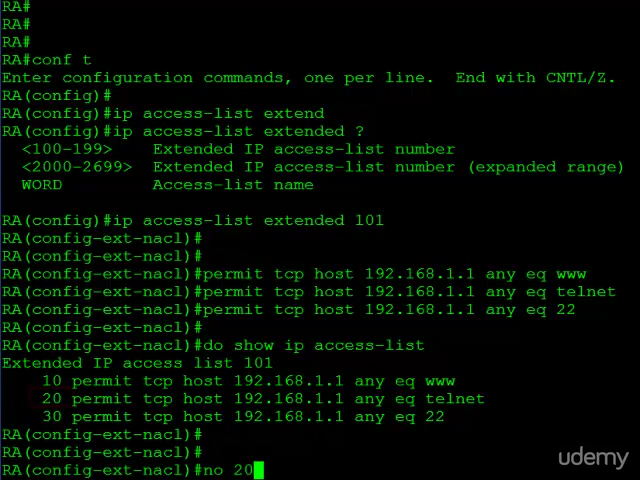 RA#
RA#
RA#
RA#conf t
Enter configuration commands, one per line.  End with CNTL/Z.
RA(config)#
RA(config)#ip access-list extend
RA(config)#ip access-list extended ?
  <100-199>    Extended IP access-list number
  <2000-2699>  Extended IP access-list number (expanded range)
  WORD         Access-list name
RA(config)#ip access-list extended 101
RA(config-ext-nacl)#
RA(config-ext-nacl)#
RA(config-ext-nacl)#permit tcp host 192.168.1.1 any eq www
RA(config-ext-nacl)#permit tcp host 192.168.1.1 any eq telnet
RA(config-ext-nacl)#permit tcp host 192.168.1.1 any eq 22
RA(config-ext-nacl)#
RA(config-ext-nacl)#do show ip access-list
Extended IP access list 101
    10 permit tcp host 192.168.1.1 any eq www
    20 permit tcp host 192.168.1.1 any eq telnet
    30 permit tcp host 192.168.1.1 any eq 22
RA(config-ext-nacl)#
RA(config-ext-nacl)#
RA(config-ext-nacl)#no 20
udemy